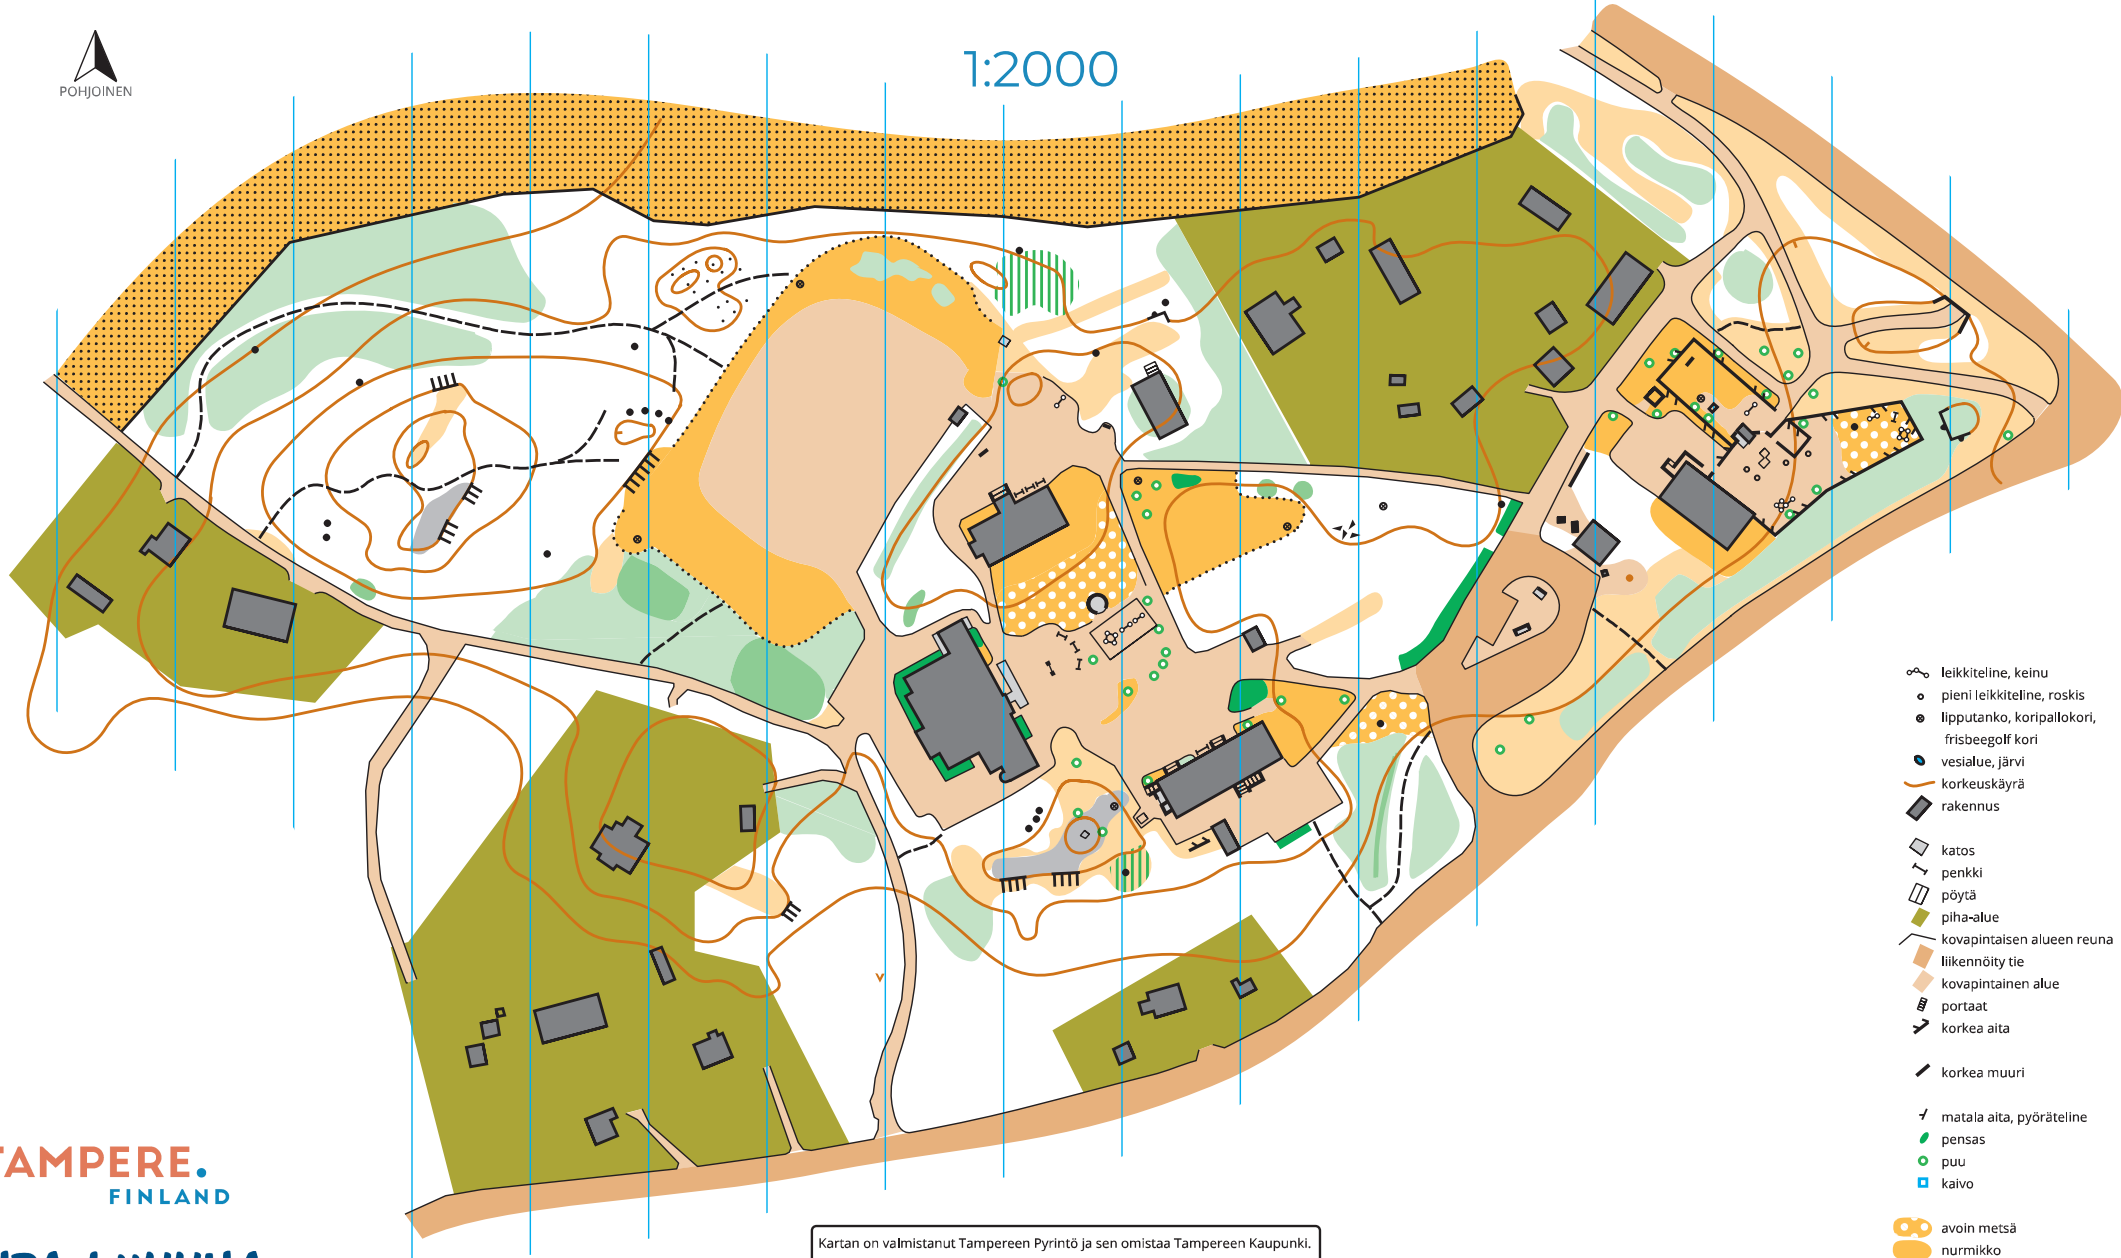 1:2000
POHJOINEN
leikkiteline, keinu
pieni leikkiteline, roskis
lipputanko, koripallokori,
frisbeegolf kori
vesialue, järvi
korkeuskäyrä
rakennus
katos
penkki
pöytä
piha-alue
kovapintaisen alueen reuna
liikennöity tie
kovapintainen alue
portaat
korkea aita
korkea muuri
matala aita, pyöräteline
pensas
puu
kaivo
avoin metsä
nurmikko
TAMPERE.
FINLAND
Kartan on valmistanut Tampereen Pyrintö ja sen omistaa Tampereen Kaupunki.